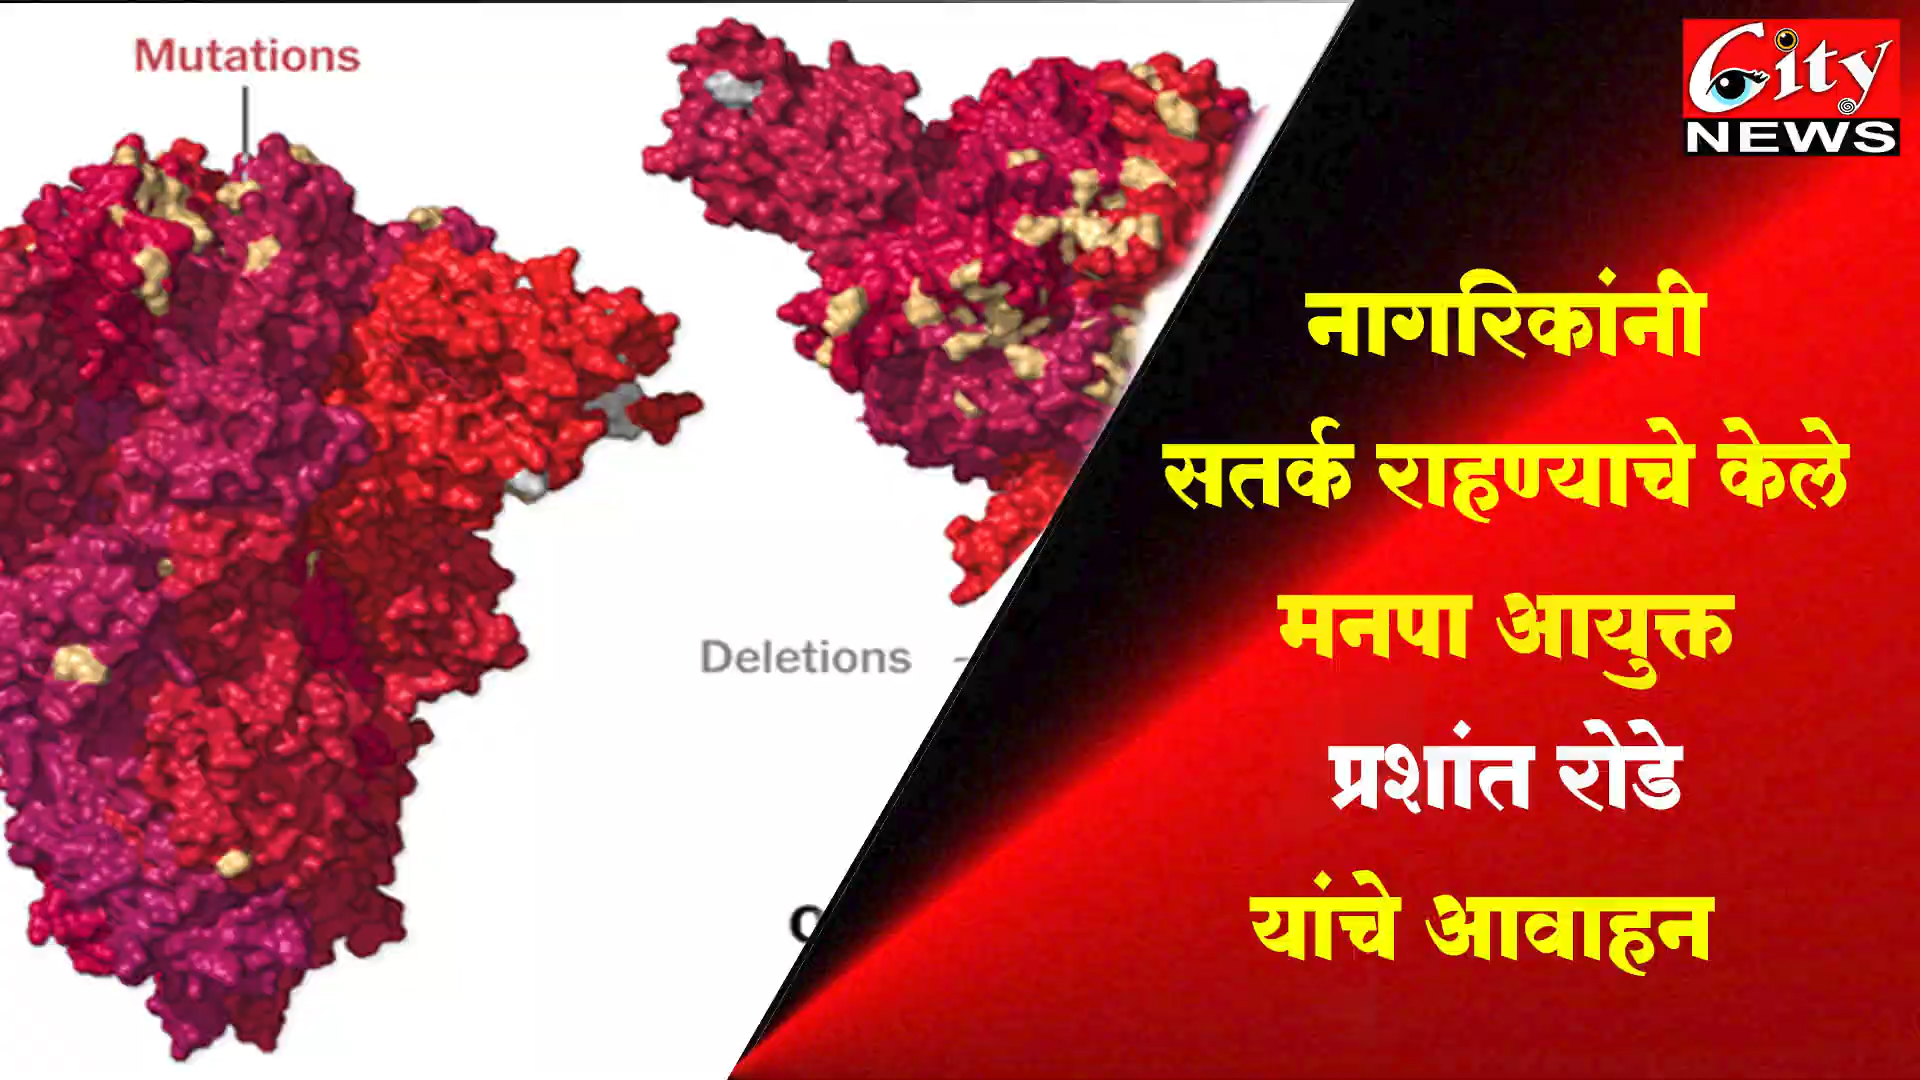 Mutations
City
NEWS
नागरिकांनी
सतर्क राहण्याचे केले
मनपा आयुक्त
Deletions
प्रशांत रोडे
यांचे आवाहन